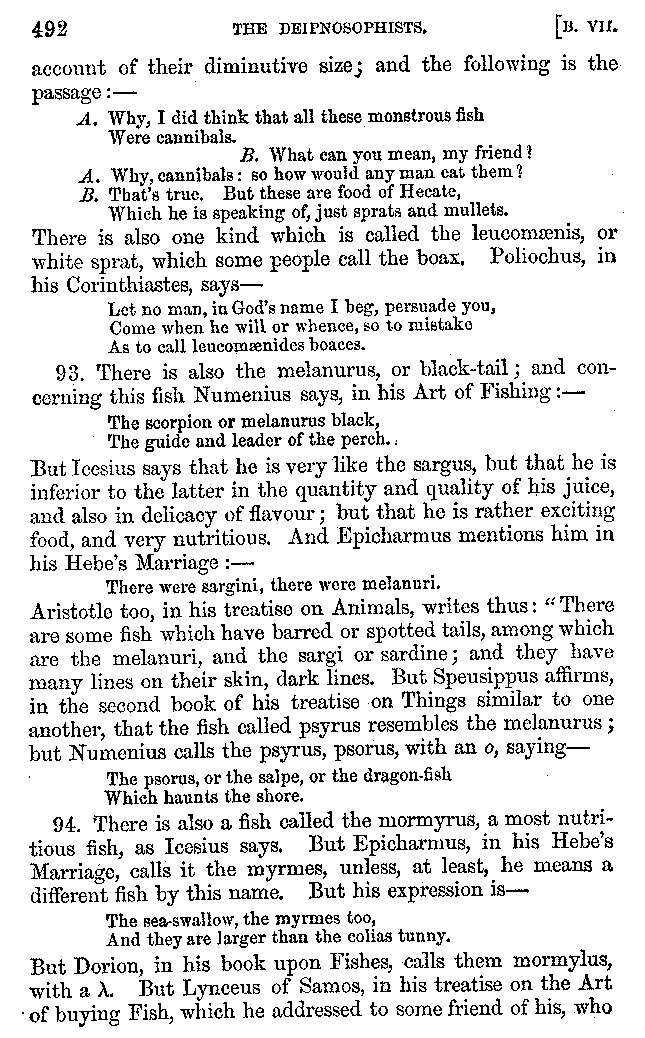 492 THE DEIPNOSOPHISTS. [B. VII.
account of their diminutive size; and the following is the
passage:—
A. Why, I did think that all these monstrous fish
Were cannibals.
B. What can you mean, my friend?
A. Why, cannibals: so how would any man eat them?
B. That's true. But these are food of Hecate,
Which he is speaking of, just sprats and mullets.
There is also one kind which is called the leucomænis, or
white sprat, which some people call the boax. Poliochus, in
his Corinthiastes, says—
Let no man, in God's name I beg, persuade you,
Come when he will or whence, so to mistake
As to call leucomænides boaces.
93. There is also the melanurus, or black-tail; and con-
cerning this fish Numenius says, in his Art of Fishing:—
The scorpion or melanurus black,
The guide and leader of the perch.
But Icesius says that he is very like the sargus, but that he is
inferior to the latter in the quantity and quality of his juice,
and also in delicacy of flavour; but that he is rather exciting
food, and very nutritious. And Epicharmus mentions him in
his Hebe's Marriage:—
There were sargini, there were melanuri.
Aristotle too, in his treatise on Animals, writes thus: "There
are some fish which have barred or spotted tails, among which
are the melanuri, and the sargi or sardine; and they have
many lines on their skin, dark lines. But Speusippus affirms,
in the second book of his treatise on Things similar to one
another, that the fish called psyrus resembles the melanurus;
but Numenius calls the psyrus, psorus, with an o, saying—
The psorus, or the salpe, or the dragon-fish
Which haunts the shore.
94. There is also a fish called the mormyrus, a most nutri-
tious fish, as Icesius says. But Epicharmus, in his Hebe's
Marriage, calls it the myrmes, unless, at least, he means a
different fish by this name. But his expression is—
The sea-swallow, the myrmes too,
And they are larger than the colias tunny.
But Dorion, in his book upon Fishes, calls them mormylus,
with a λ. But Lynceus of Samos, in his treatise on the Art
of buying Fish, which he addressed to some friend of his, who